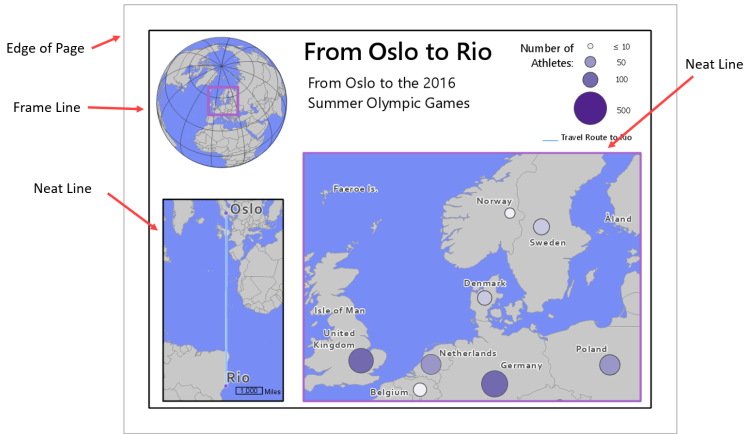 Edge of Page
Frame Line
Neat Line
Neat Line
From Oslo to Rio
From Oslo to the 2016
Summer Olympic Games
Number of
Athletes:
≤ 10
50
100
500
Travel Route to Rio
Oslo
Rio
1,000 Miles
Faeroe Is.
Norway
Sweden
Åland
Denmark
Isle of Man
United
Kingdom
Netherlands
Germany
Poland
Belgium